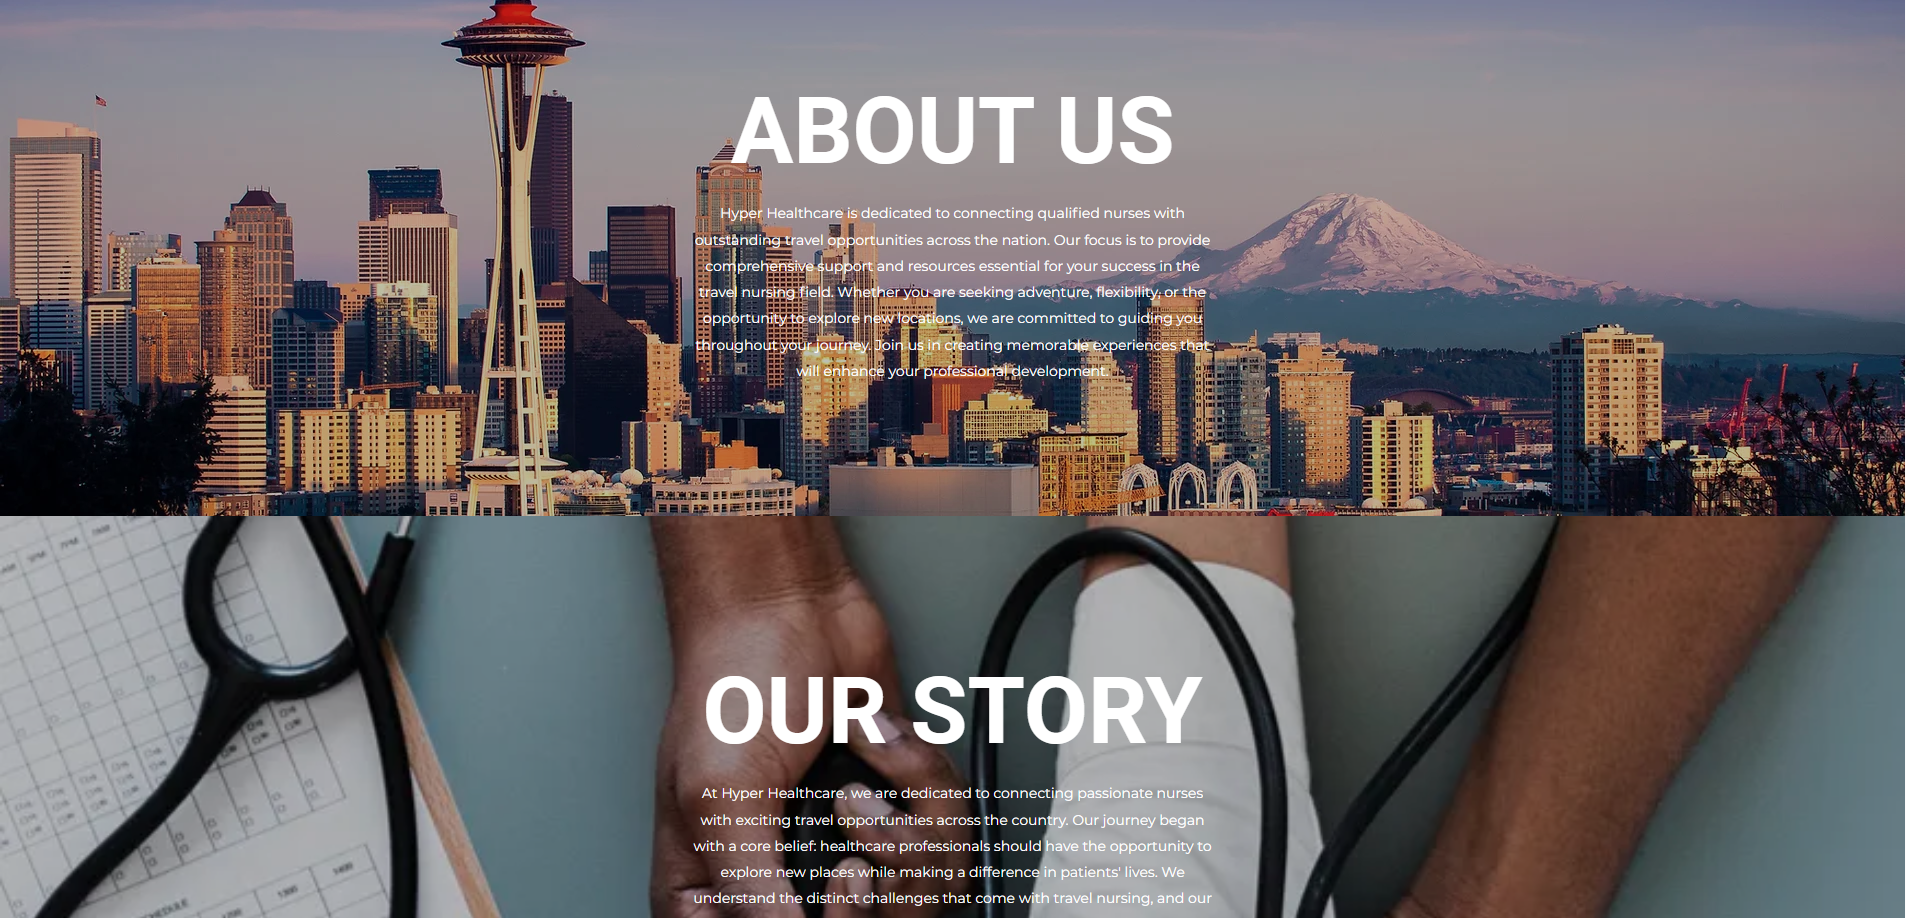 ABOUT US
Hyper Healthcare is dedicated to connecting qualified nurses with
outstanding travel opportunities across the nation. Our focus is to provide
comprehensive support and resources essential for your success in the
travel nursing field. Whether you are seeking adventure, flexibility, or the
opportunity to explore new locations, we are committed to guiding you
throughout your journey. Join us in creating memorable experiences that
will enhance your professional development.
OUR STORY
At Hyper Healthcare, we are dedicated to connecting passionate nurses
with exciting travel opportunities across the country. Our journey began
with a core belief: healthcare professionals should have the opportunity to
explore new places while making a difference in patients' lives. We
understand the distinct challenges that come with travel nursing, and our